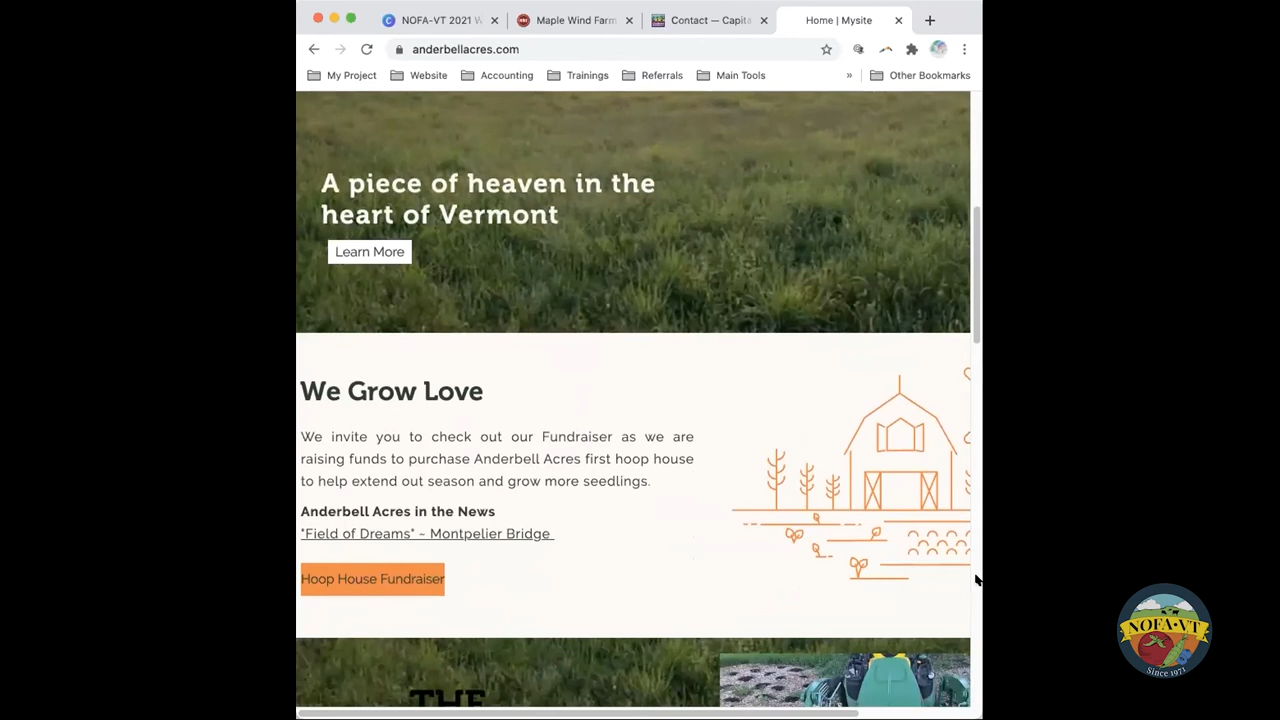 NOFA-VT 2021 W
Maple Wind Farm
Contact — Capita
Home | Mysite
anderbellacres.com
My Project
Website
Accounting
Trainings
Referrals
Main Tools
»
Other Bookmarks
A piece of heaven in the
heart of Vermont
Learn More
We Grow Love
We invite you to check out our Fundraiser as we are
raising funds to purchase Anderbell Acres first hoop house
to help extend out season and grow more seedlings.
Anderbell Acres in the News
"Field of Dreams" ~ Montpelier Bridge
Hoop House Fundraiser
THE
NOFA•VT
Since 1971